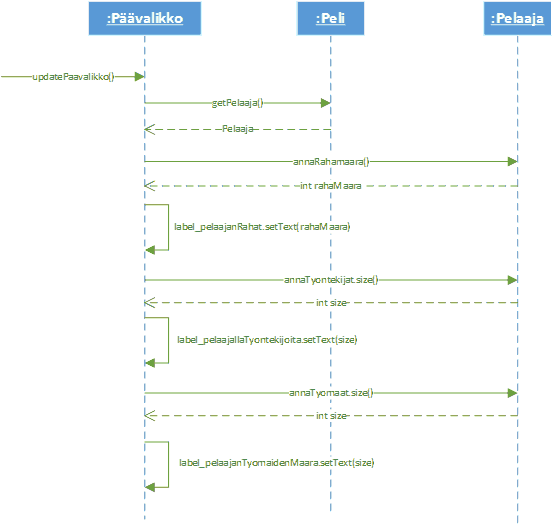 :Päävalikko
:Peli
:Pelaaja
updatePaavalikko()
getPelaaja()
Pelaaja
annaRahamaara()
int rahaMaara
label_pelaajanRahat.setText(rahaMaara)
annaTyontekijat.size()
int size
label_pelaajallaTyontekijoita.setText(size)
annaTyomaat.size()
int size
label_pelaajanTyomaidenMaara.setText(size)